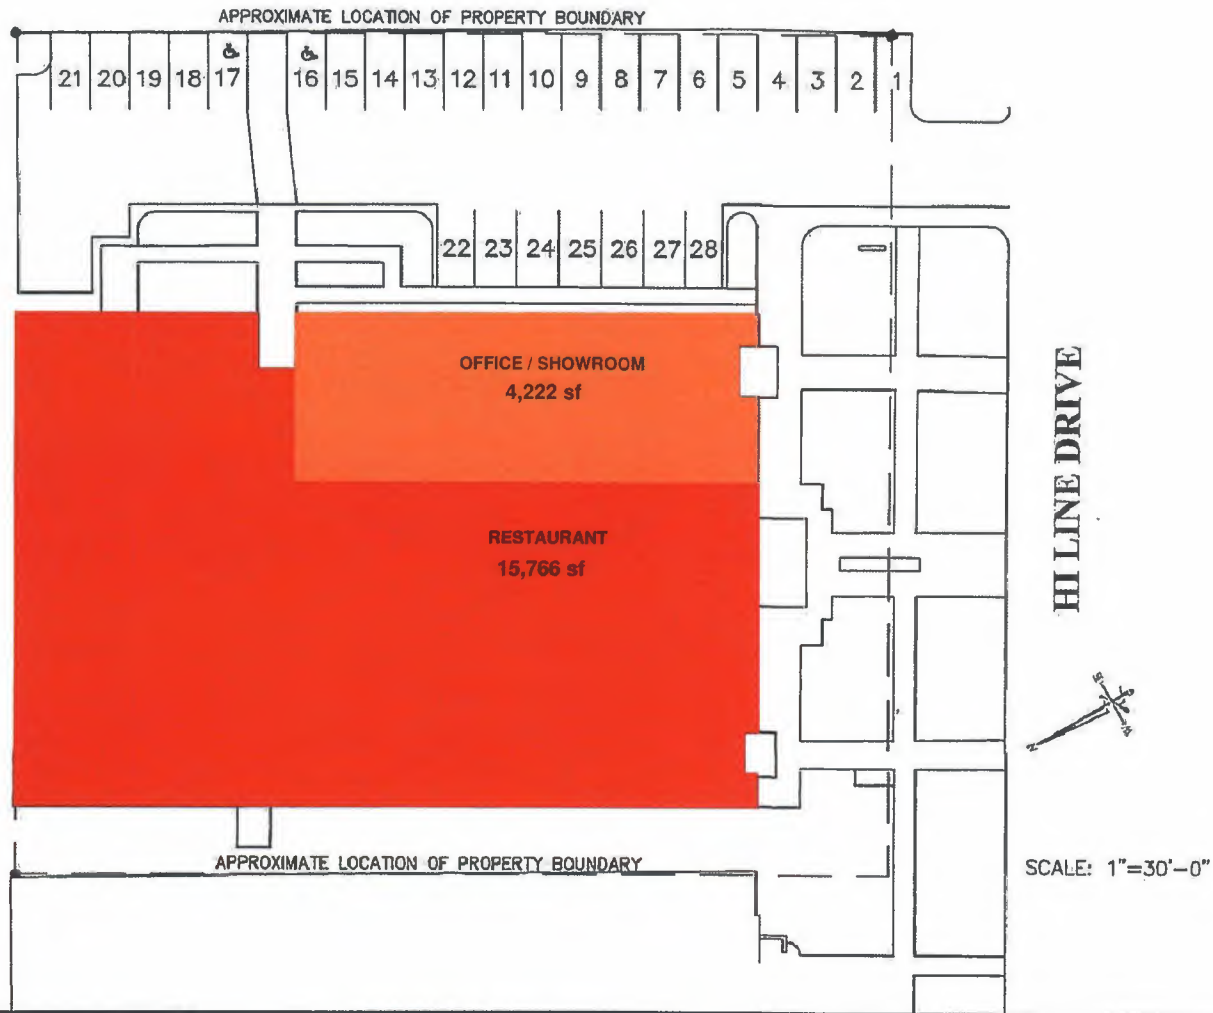 APPROXIMATE LOCATION OF PROPERTY BOUNDARY
21 20 19 18 17 16 15 14 13 12 11 10 9 8 7 6 5 4 3 2 1
22 23 24 25 26 27 28
OFFICE / SHOWROOM
4,222 sf
HI LINE DRIVE
RESTAURANT
15,766 sf
N
W
APPROXIMATE LOCATION OF PROPERTY BOUNDARY
SCALE: 1"=30'-0"